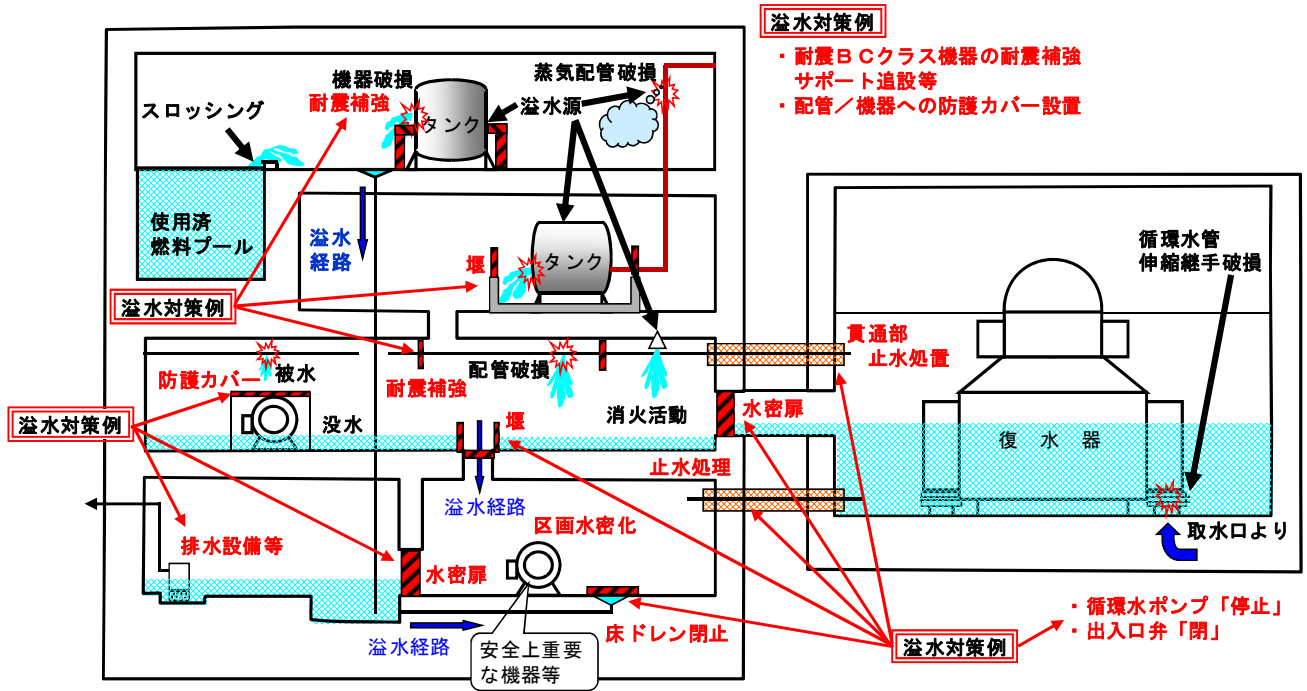 溢水対策例
・耐震BCクラス機器の耐震補強
サポート追設等
・配管／機器への防護カバー設置
機器破損
耐震補強
蒸気配管破損
スロッシング
タンク
溢水源
使用済
燃料プール
溢水
経路
堰
タンク
循環水管
伸縮継手破損
溢水対策例
貫通部
止水処置
防護カバー
被水
耐震補強
配管破損
消火活動
水密扉
溢水対策例
没水
堰
復水器
止水処理
溢水経路
区画水密化
取水口より
排水設備等
水密扉
床ドレン閉止
溢水経路
安全上重要
な機器等
溢水対策例
・循環水ポンプ「停止」
・出入口弁「閉」